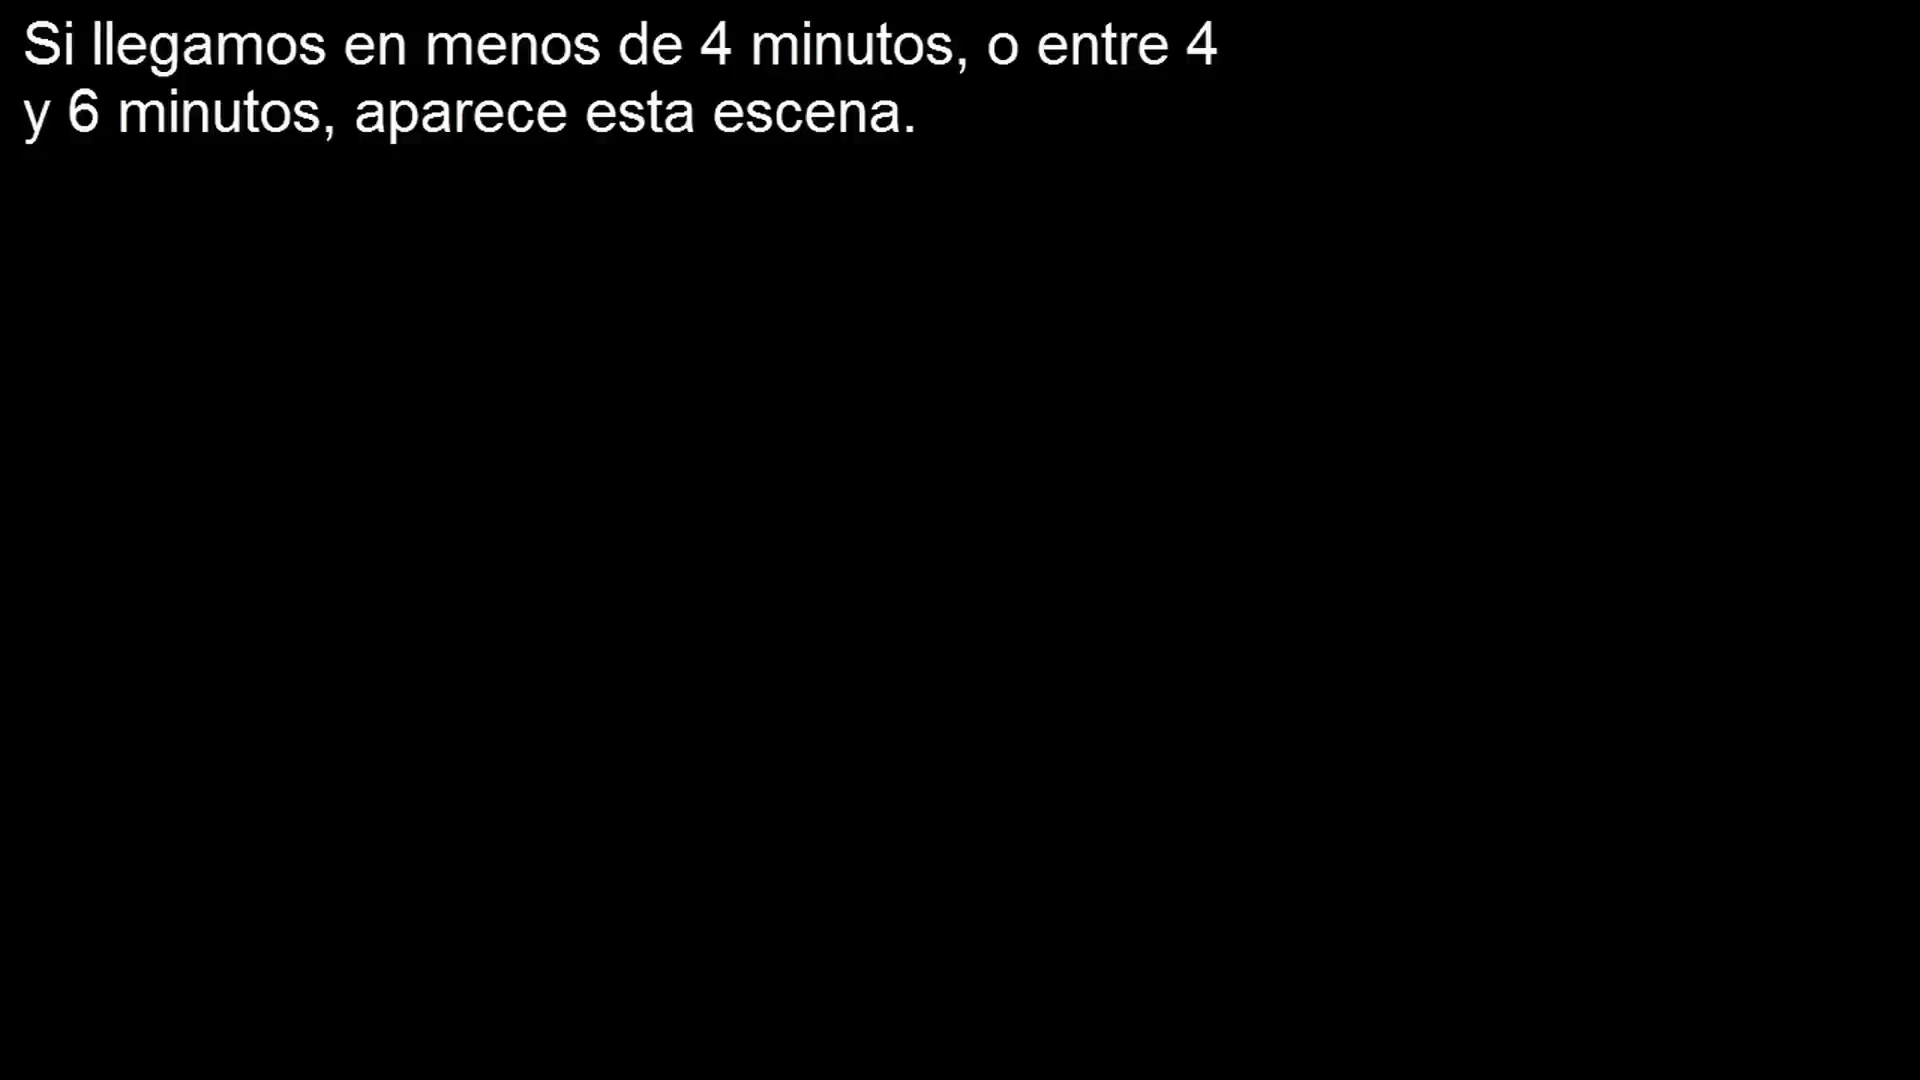 Si llegamos en menos de 4 minutos, o entre 4
y 6 minutos, aparece esta escena.